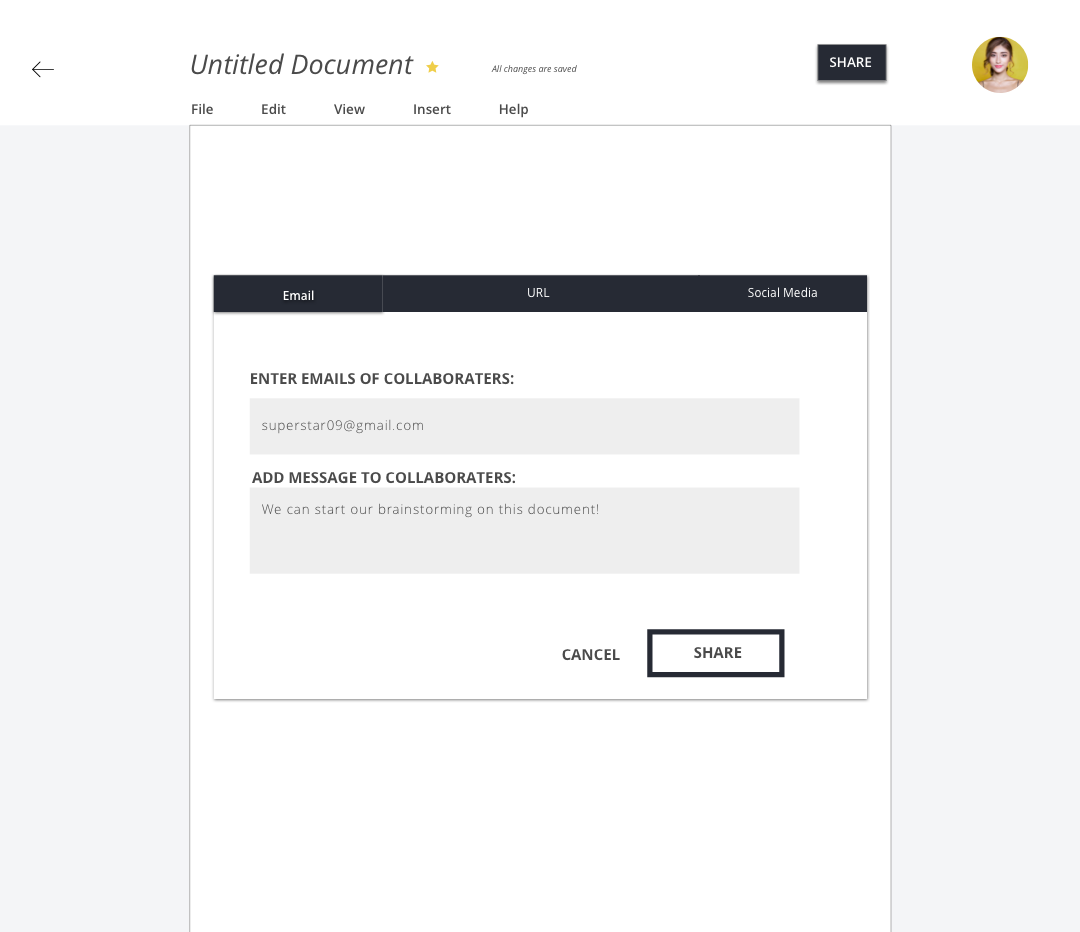 Untitled Document
All changes are saved
SHARE
File Edit View Insert Help
Email URL Social Media
ENTER EMAILS OF COLLABORATERS:
superstar09@gmail.com
ADD MESSAGE TO COLLABORATERS:
We can start our brainstorming on this document!
CANCEL SHARE